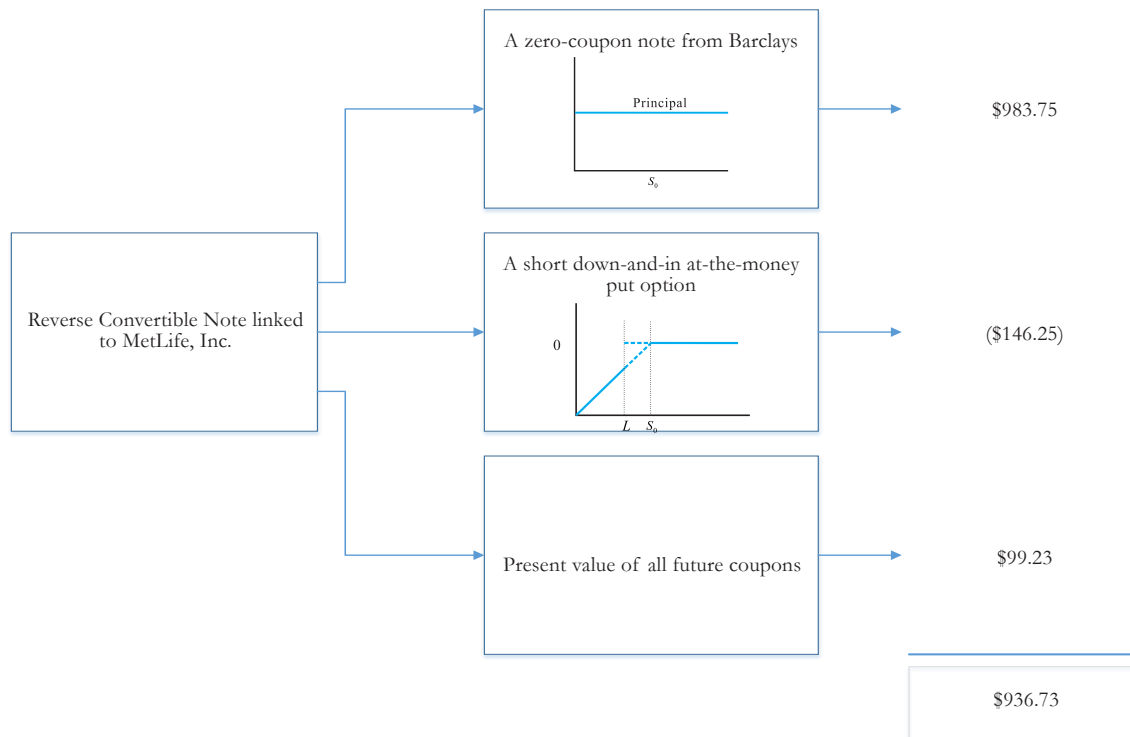 A zero-coupon note from Barclays
Principal
S₀
$983.75
Reverse Convertible Note linked
to MetLife, Inc.
A short down-and-in at-the-money
put option
0
L S₀
($146.25)
Present value of all future coupons
$99.23
$936.73